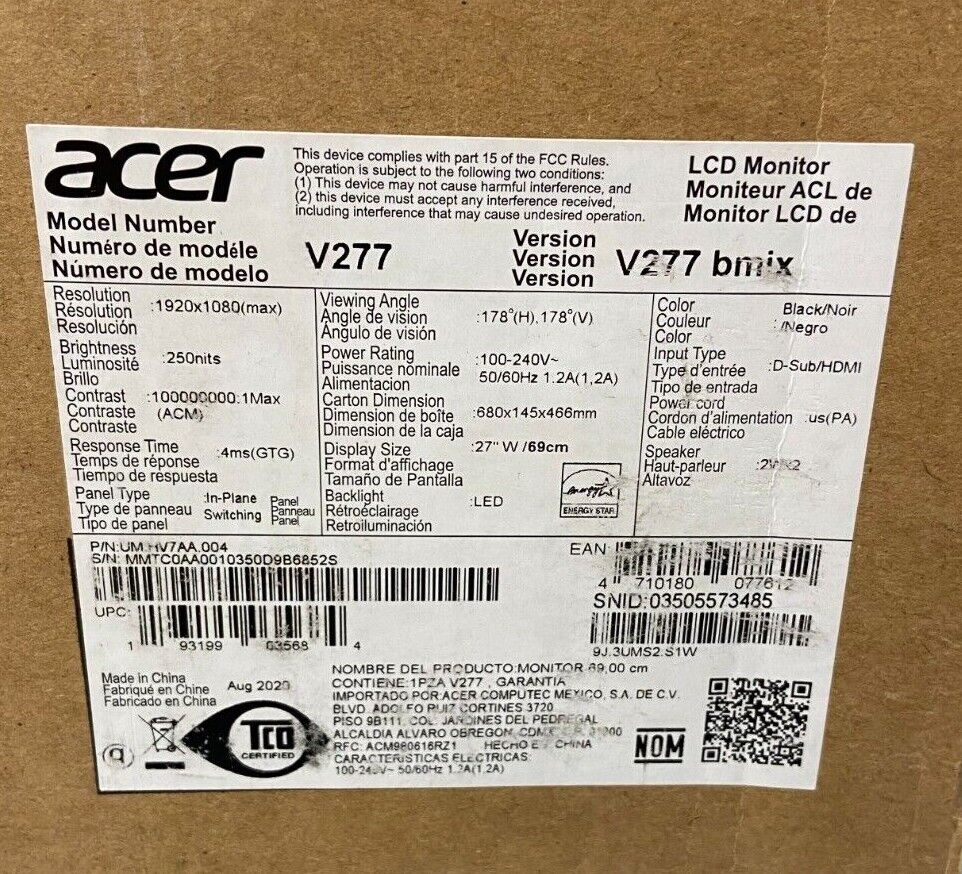 acer
This device complies with part 15 of the FCC Rules.
Operation is subject to the following two conditions:
(1) This device may not cause harmful interference, and
(2) this device must accept any interference received,
including interference that may cause undesired operation.
LCD Monitor
Moniteur ACL de
Monitor LCD de
Model Number
Numéro de modéle
Número de modelo
V277
Version
Version
Version
V277 bmix
Resolution
Résolution
Resolución
:1920x1080(max)
Brightness
Luminosité
Brillo
:250nits
Contrast
Contraste
Contraste
:100000000:1Max
(ACM)
Response Time
Temps de réponse
Tiempo de respuesta
:4ms(GTG)
Panel Type
Type de panneau
Tipo de panel
:In-Plane
Switching
Panel
Panneau
Panel
Viewing Angle
Angle de vision
Ángulo de visión
:178°(H),178°(V)
Power Rating
Puissance nominale
Alimentacion
:100-240V~
50/60Hz 1.2A(1,2A)
Carton Dimension
Dimension de boîte
Dimensión de la caja
:680x145x466mm
Display Size
Format d'affichage
Tamaño de Pantalla
:27" W /69cm
Backlight
Rétroéclairage
Retroiluminación
:LED
ENERGY STAR
Color
Couleur
Color
Black/Noir
: /Negro
Input Type
Type d'entrée
Tipo de entrada
:D-Sub/HDMI
Power cord
Cordon d'alimentation
Cable eléctrico
:us(PA)
Speaker
Haut-parleur
Altavoz
P/N:UM.HV7AA.004
S/N: MMTC0AA0010350D9B6852S
UPC:
1 93199 03568 4
EAN
4 710180 077612
SNID:03505573485
9J.3UMS2.S1W
Made in China
Fabriqué en Chine
Fabricado en China
Aug 2020
TCO
CERTIFIED
NOMBRE DEL PRODUCTO:MONITOR 69,00 cm
CONTIENE:1PZA V277 , GARANTIA
IMPORTADO POR:ACER COMPUTEC MEXICO, S.A. DE C.V.
BLVD. ADOLFO RUIZ CORTINES 3720
PISO 9B111. COL. JARDINES DEL PEDREGAL
ALCALDIA ALVARO OBREGON,
RFC: ACM980616RZ1 HECHO EN CHINA
CARACTERISTICAS ELECTRICAS:
100-240V~ 50/60Hz 1.2A(1,2A)
NOM